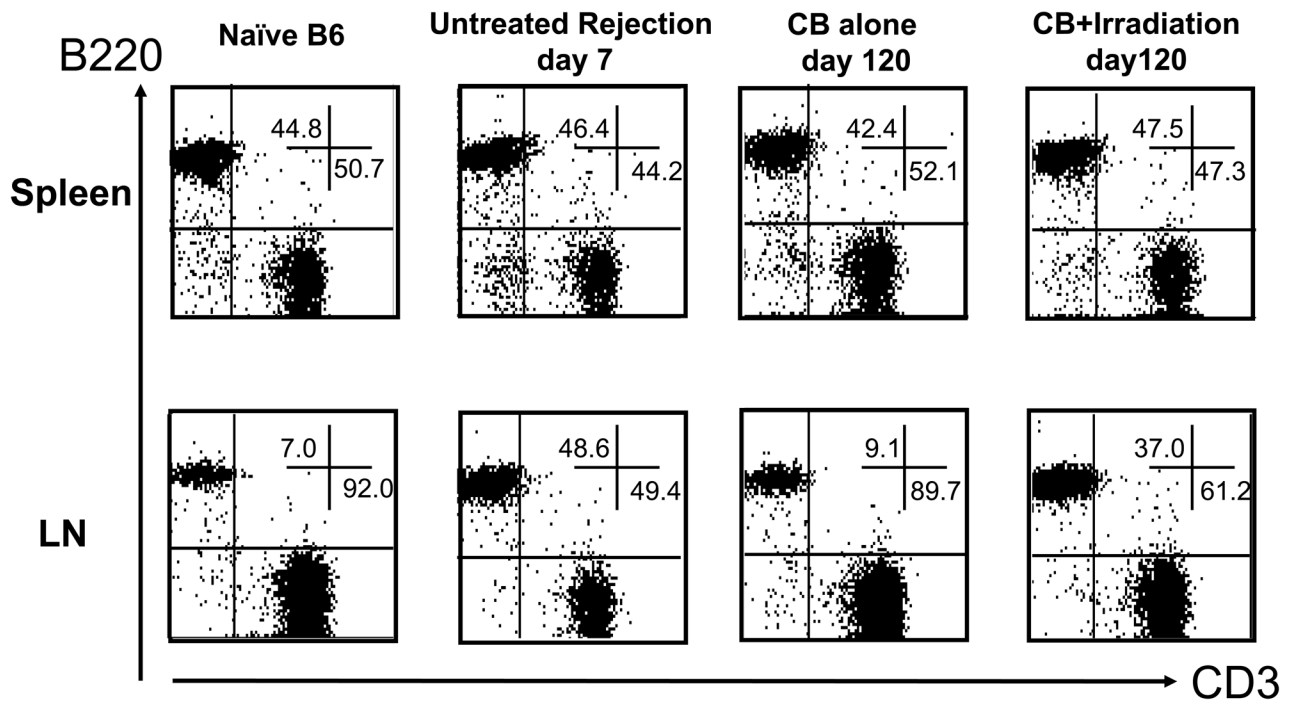 Naïve B6
Untreated Rejection
day 7
CB alone
day 120
CB+Irradiation
day120
B220
Spleen
44.8
50.7
46.4
44.2
42.4
52.1
47.5
47.3
LN
7.0
92.0
48.6
49.4
9.1
89.7
37.0
61.2
CD3